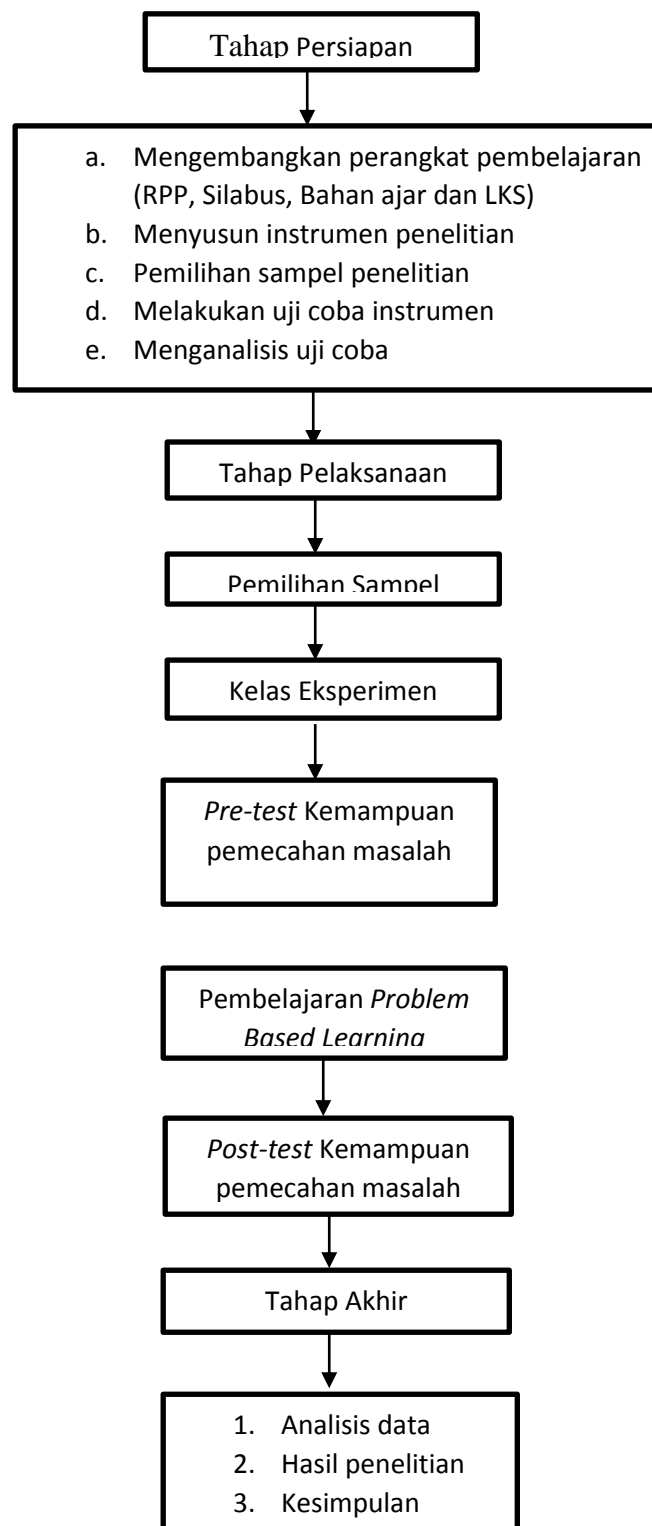 Tahap Persiapan
a. Mengembangkan perangkat pembelajaran
(RPP, Silabus, Bahan ajar dan LKS)
b. Menyusun instrumen penelitian
c. Pemilihan sampel penelitian
d. Melakukan uji coba instrumen
e. Menganalisis uji coba
Tahap Pelaksanaan
Pemilihan Sampel
Kelas Eksperimen
Pre-test Kemampuan
pemecahan masalah
Pembelajaran Problem
Based Learning
Post-test Kemampuan
pemecahan masalah
Tahap Akhir
1. Analisis data
2. Hasil penelitian
3. Kesimpulan